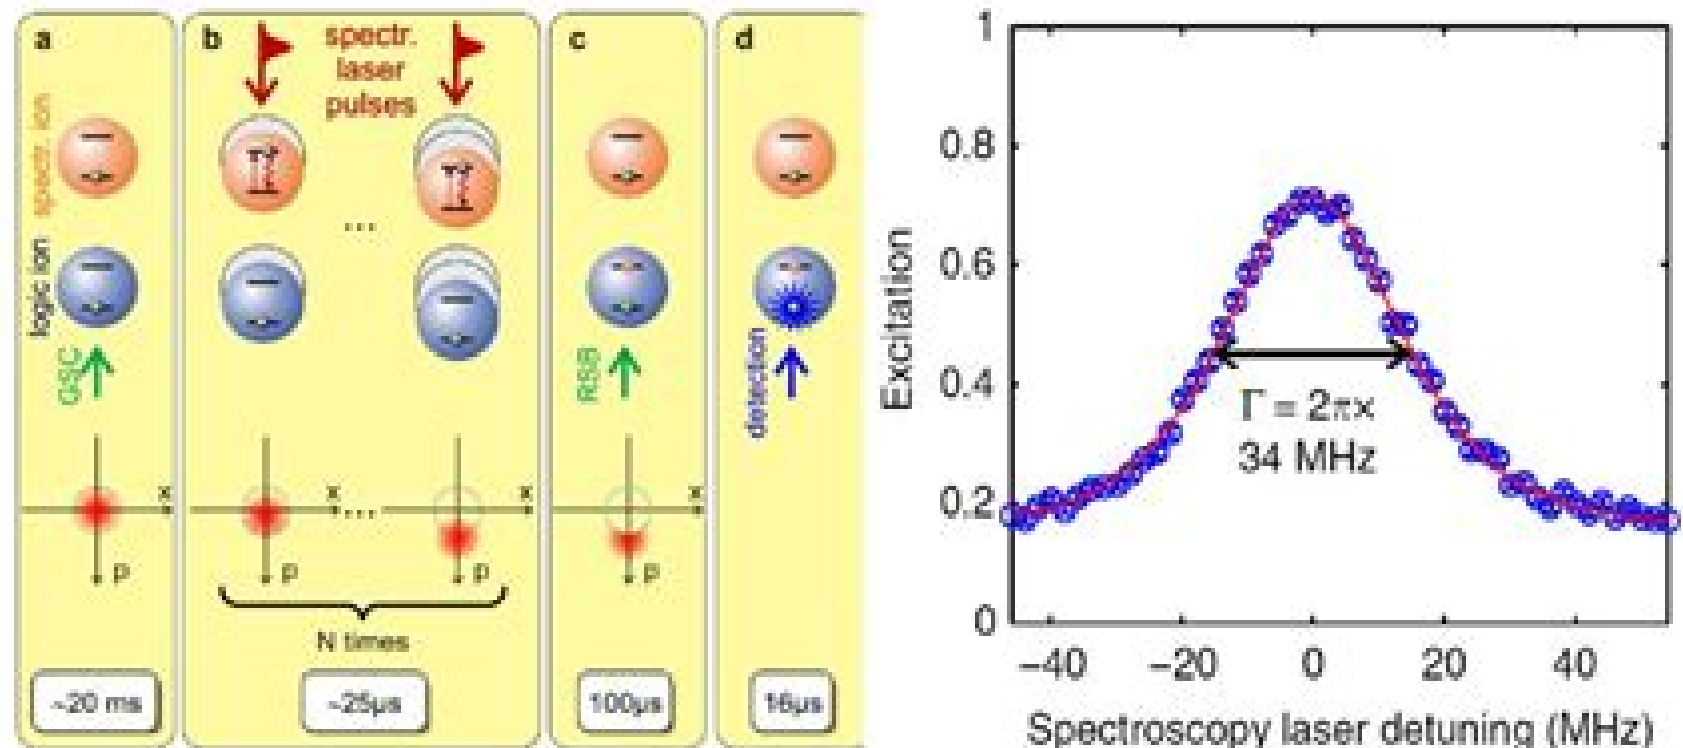 a
b
c
d
spectr.
laser
pulses
spectr. ion
logic ion
GSC
...
RSB
detection
x
p
x
...
p
x
p
x
p
N times
~20 ms
~25µs
100µs
16µs
1
0.8
0.6
0.4
0.2
0
Excitation
Γ = 2π×
34 MHz
−40
−20
0
20
40
Spectroscopy laser detuning (MHz)